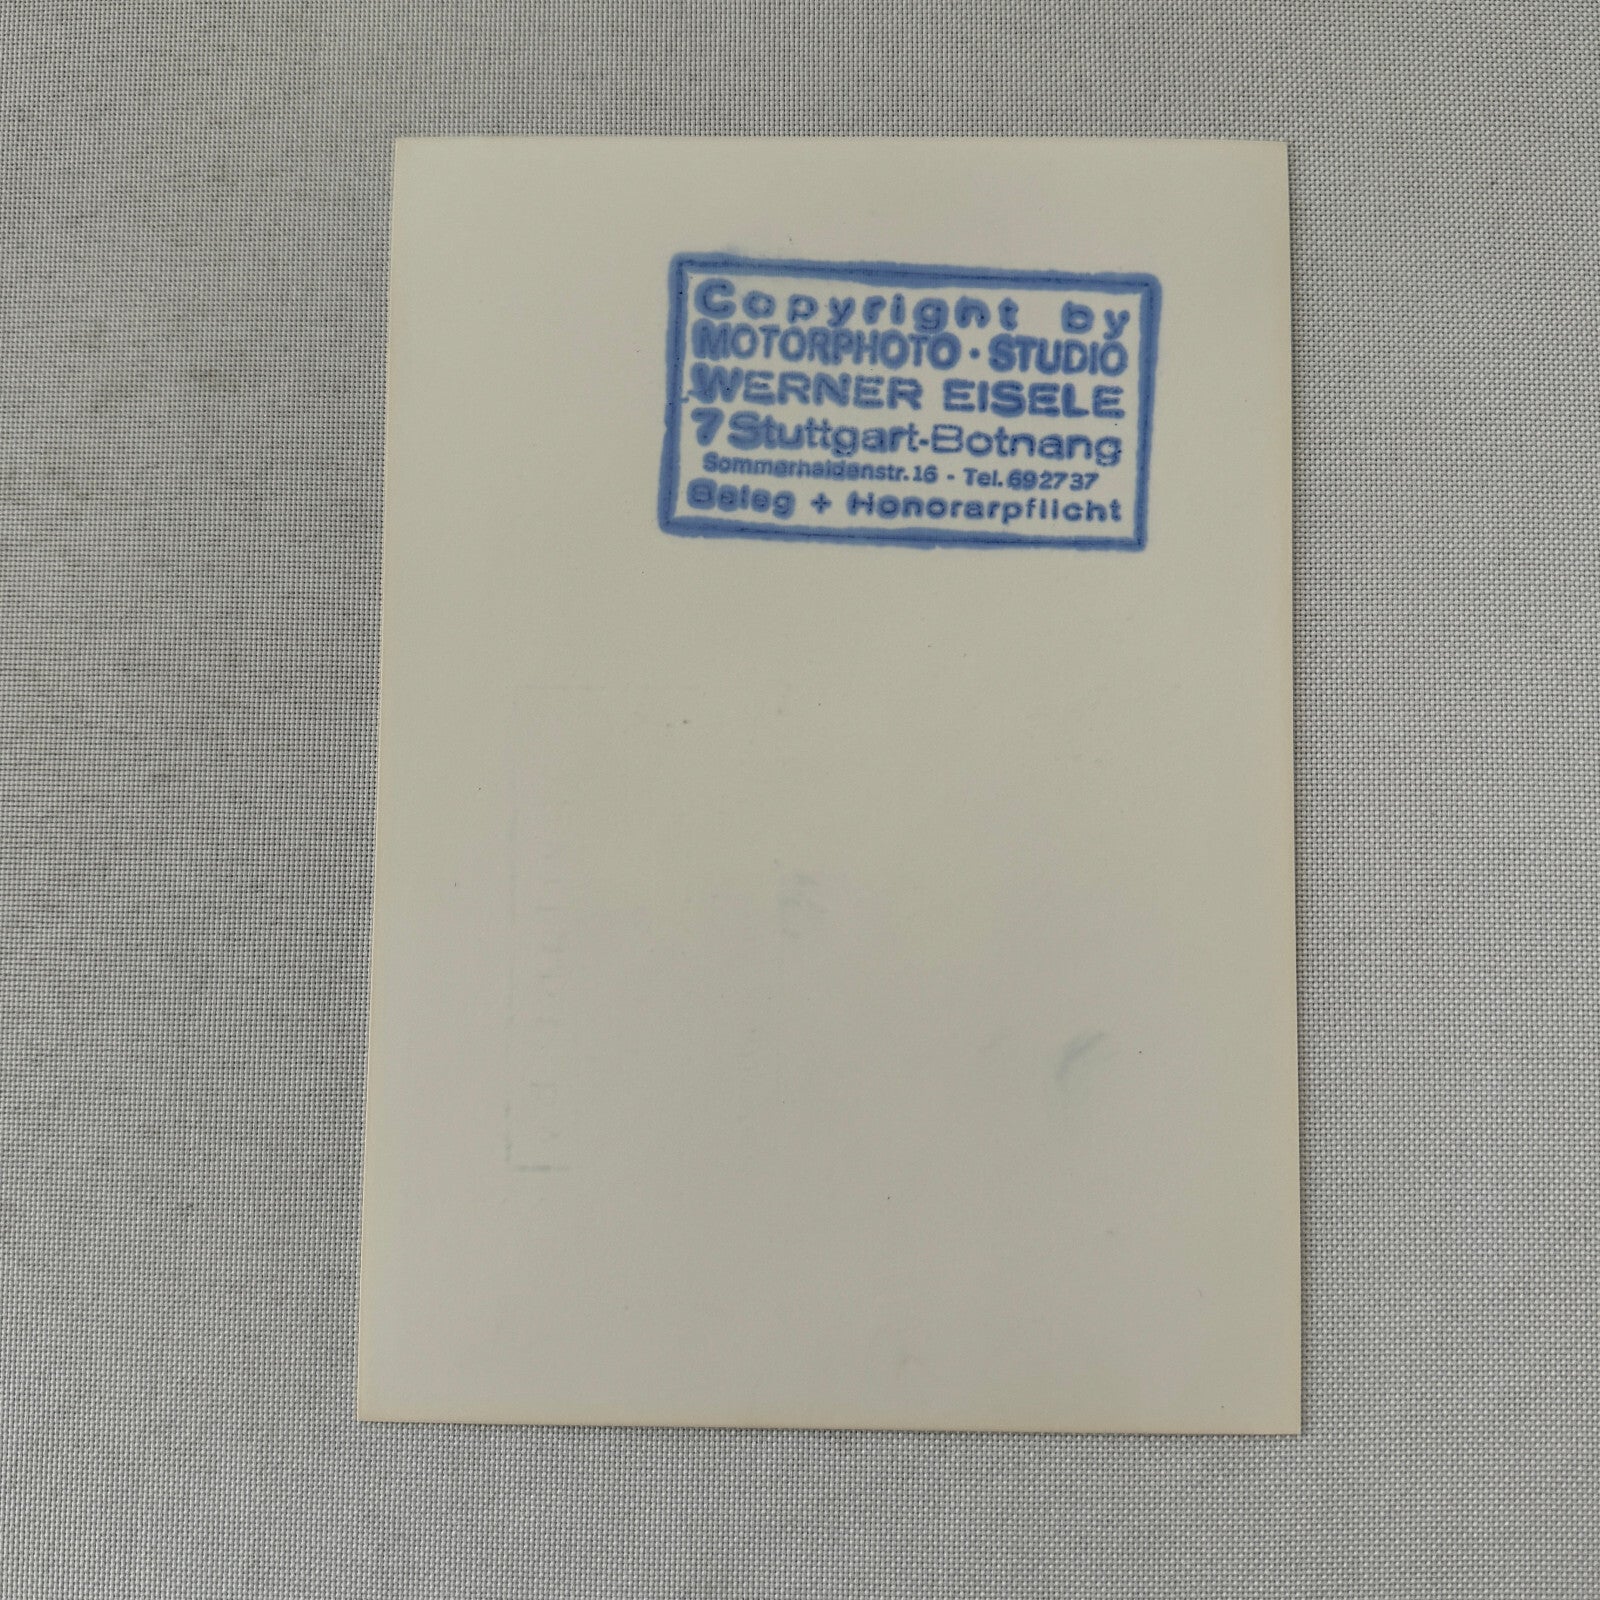 Copyright by
MOTORPHOTO · STUDIO
WERNER EISELE
7 Stuttgart-Botnang
Sommerhaldenstr. 16 - Tel. 692737
Beleg + Honorarpflicht